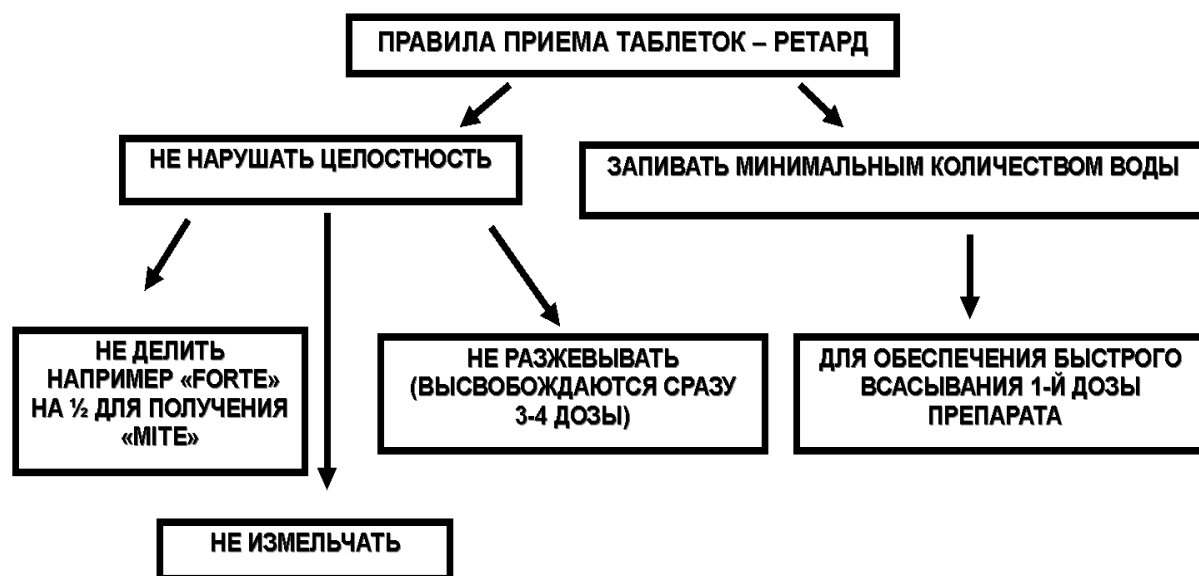 ПРАВИЛА ПРИЕМА ТАБЛЕТОК – РЕТАРД
НЕ НАРУШАТЬ ЦЕЛОСТНОСТЬ
ЗАПИВАТЬ МИНИМАЛЬНЫМ КОЛИЧЕСТВОМ ВОДЫ
НЕ ДЕЛИТЬ
НАПРИМЕР «FORTE»
НА ½ ДЛЯ ПОЛУЧЕНИЯ
«MITE»
НЕ РАЗЖЕВЫВАТЬ
(ВЫСВОБОЖДАЮТСЯ СРАЗУ
3-4 ДОЗЫ)
ДЛЯ ОБЕСПЕЧЕНИЯ БЫСТРОГО
ВСАСЫВАНИЯ 1-Й ДОЗЫ
ПРЕПАРАТА
НЕ ИЗМЕЛЬЧАТЬ